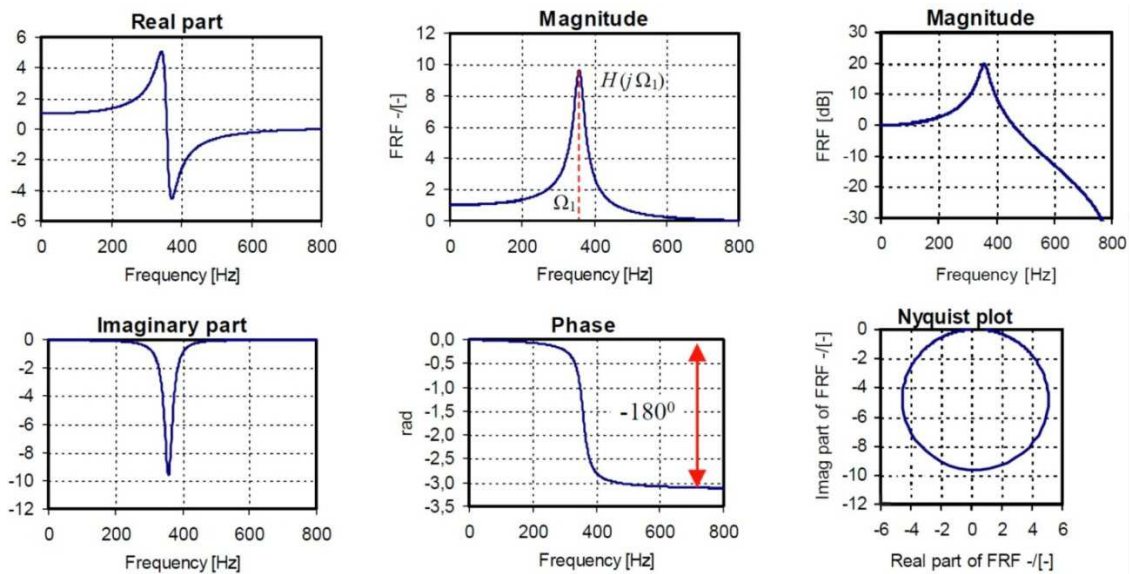 Real part
6
4
2
0
-2
-4
-6
0 200 400 600 800
Frequency [Hz]
Magnitude
12
10
8
6
4
2
0
FRF -/[-]
H(jΩ₁)
Ω₁
0 200 400 600 800
Frequency [Hz]
Magnitude
30
20
10
0
-10
-20
-30
FRF [dB]
0 200 400 600 800
Frequency [Hz]
Imaginary part
0
-2
-4
-6
-8
-10
-12
0 200 400 600 800
Frequency [Hz]
Phase
0,0
-0,5
-1,0
-1,5
-2,0
-2,5
-3,0
-3,5
rad
-180⁰
0 200 400 600 800
Frequency [Hz]
Nyquist plot
0
-2
-4
-6
-8
-10
-12
Imag part of FRF -/[-]
-6 -4 -2 0 2 4 6
Real part of FRF -/[-]